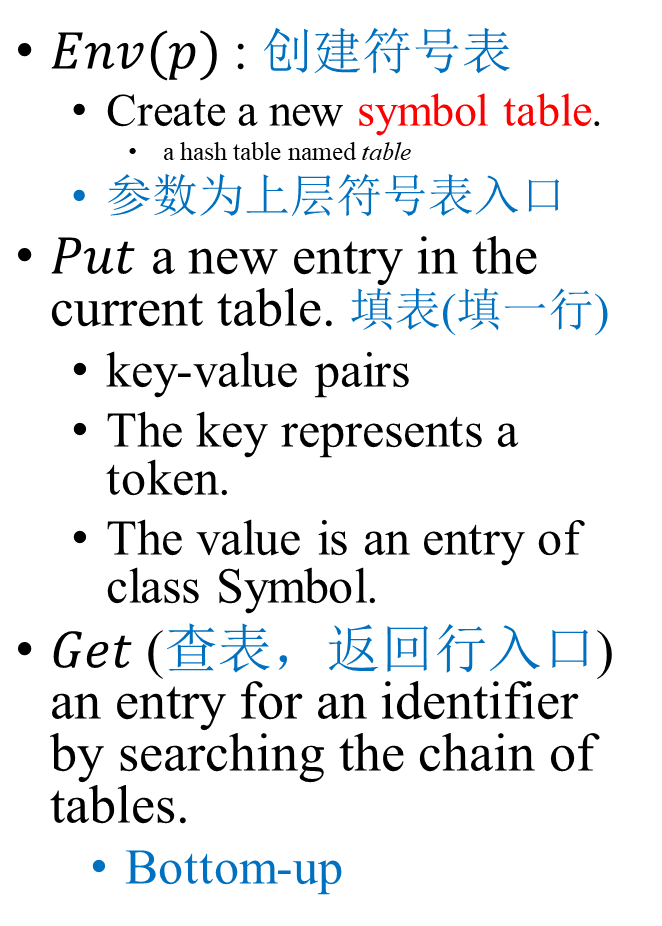 • Env(p) : 创建符号表
• Create a new symbol table.
• a hash table named table
• 参数为上层符号表入口
• Put a new entry in the
current table. 填表(填一行)
• key-value pairs
• The key represents a
token.
• The value is an entry of
class Symbol.
• Get (查表，返回行入口)
an entry for an identifier
by searching the chain of
tables.
• Bottom-up